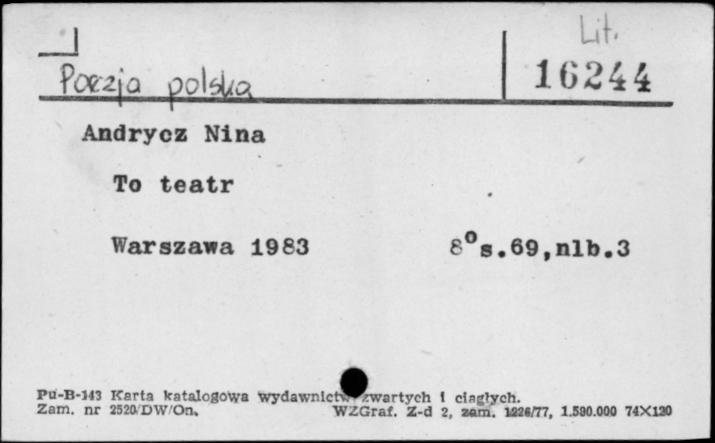 Lit.
Poezja polska
16244
Andrycz Nina
To teatr
Warszawa 1983 8° s.69,nlb.3
Pu-B-143 Karta katalogowa wydawnictw zwartych i ciągłych.
Zam. nr 2520/DW/On. WZGraf. Z-d 2, zam. 1226/77, 1.590.000 74X120